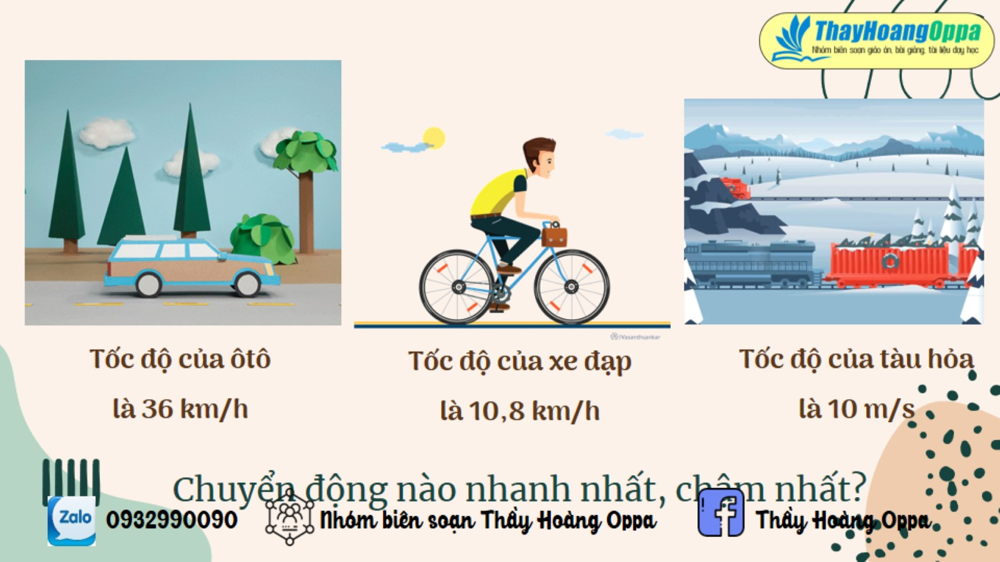 ThayHoangOppa
Nhóm biên soạn giáo án, bài giảng, tài liệu dạy học
@/Vasanthsankar
Tốc độ của ôtô
là 36 km/h
Tốc độ của xe đạp
là 10,8 km/h
Tốc độ của tàu hỏa
là 10 m/s
Chuyển động nào nhanh nhất, chậm nhất?
Zalo
0932990090
Nhóm biên soạn Thầy Hoàng Oppa
Thầy Hoàng Oppa